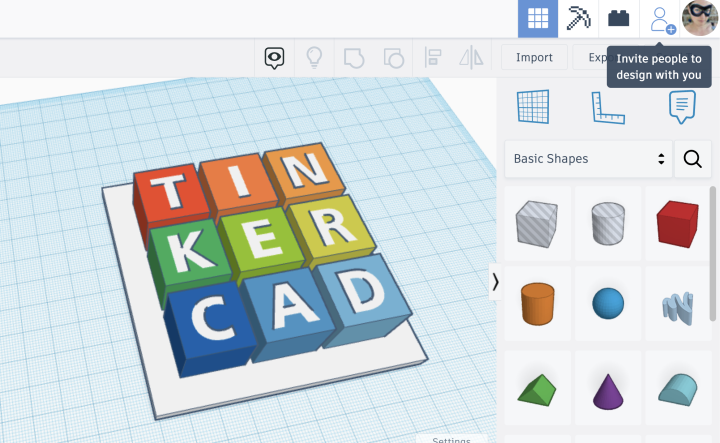 Import
Exp
Invite people to
design with you
Basic Shapes
TIN
KER
CAD
Settings